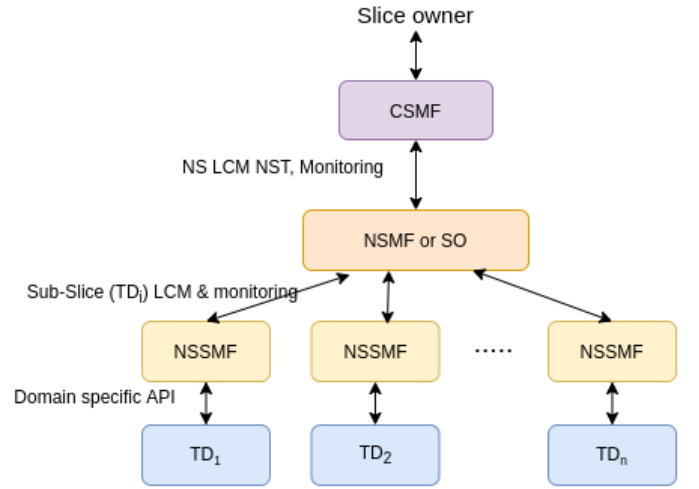 Slice owner
CSMF
NS LCM NST, Monitoring
NSMF or SO
Sub-Slice (TDᵢ) LCM & monitoring
NSSMF
NSSMF
.....
NSSMF
Domain specific API
TD₁
TD₂
TDₙ